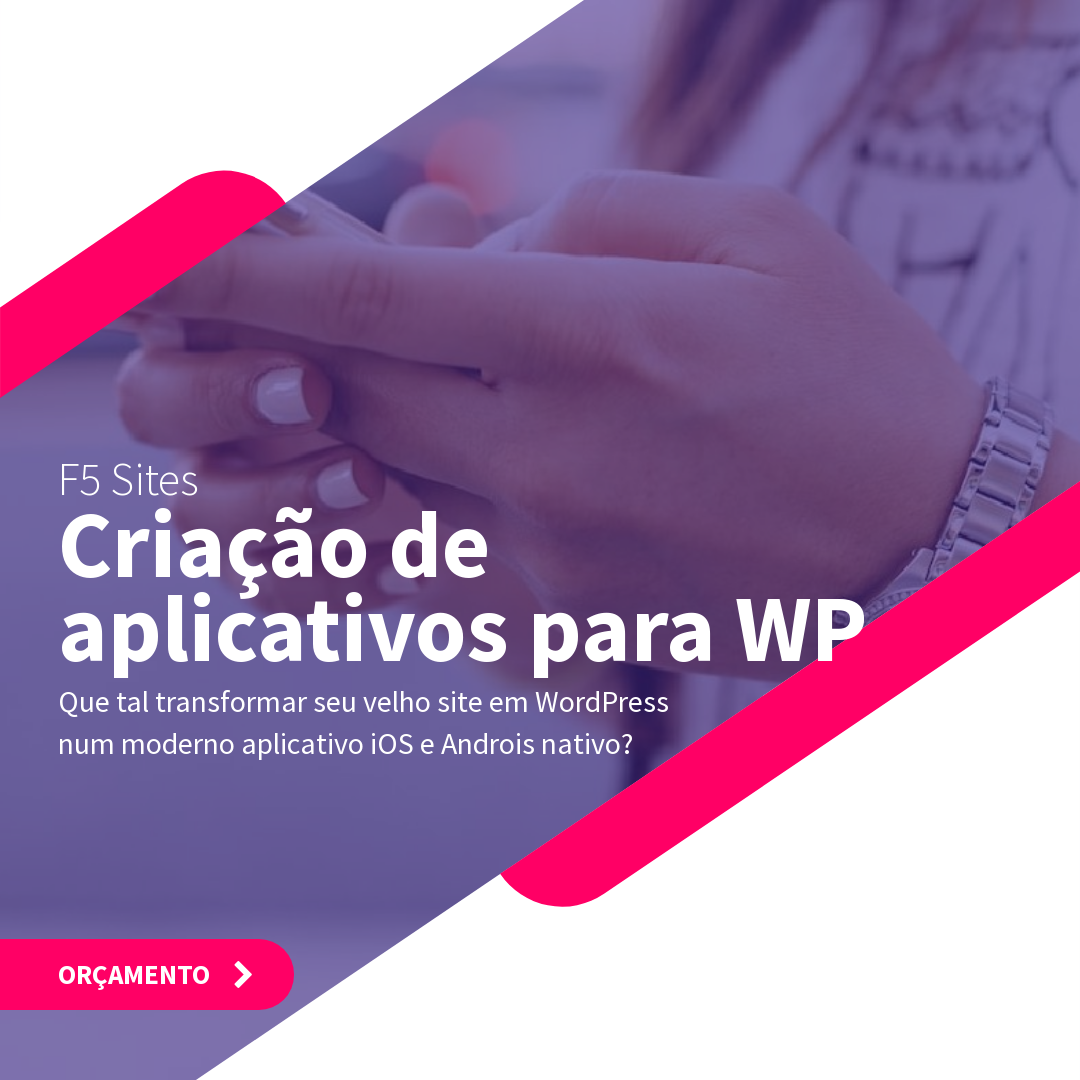 F5 Sites
Criação de
aplicativos para WP
Que tal transformar seu velho site em WordPress
num moderno aplicativo iOS e Androis nativo?
ORÇAMENTO